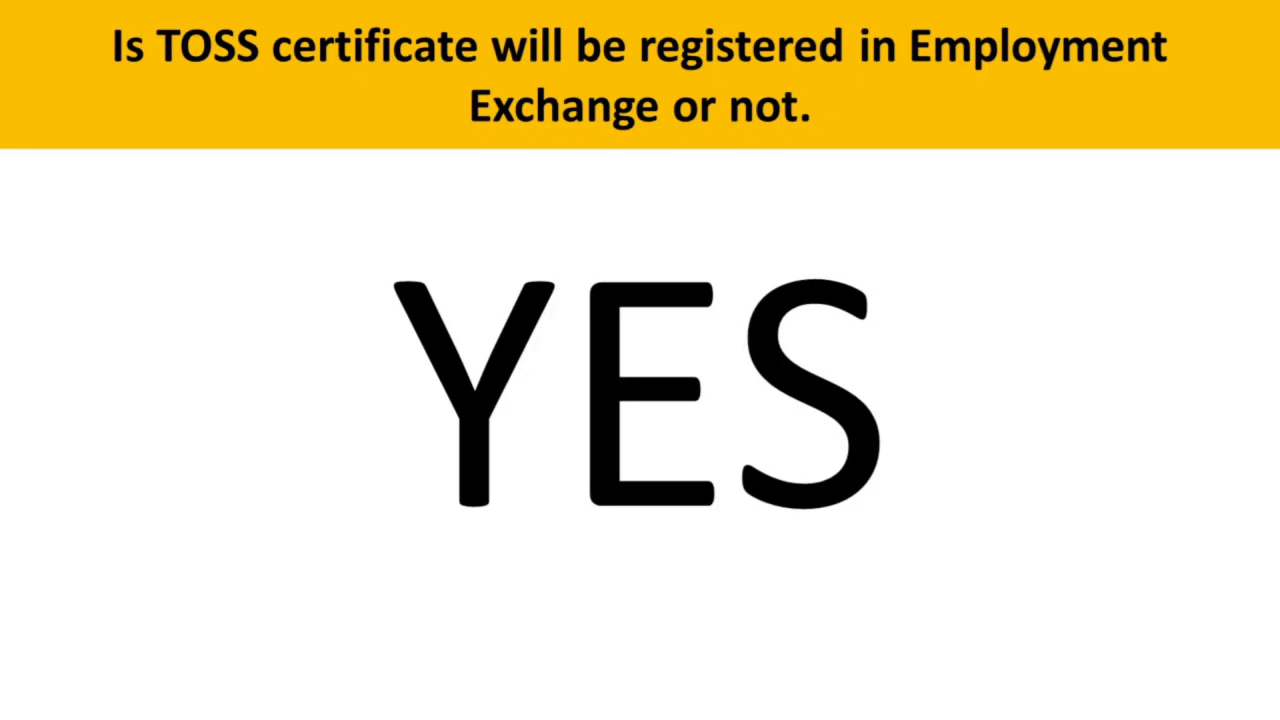 Is TOSS certificate will be registered in Employment
Exchange or not.
YES